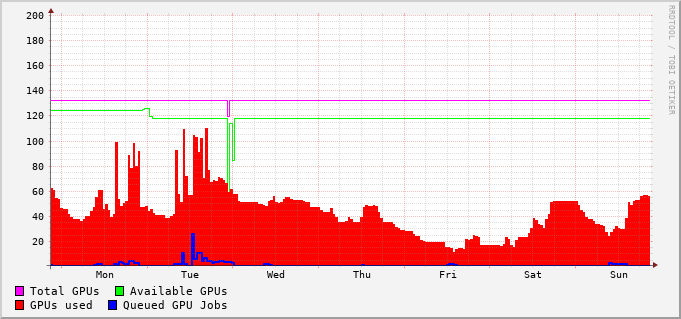 200
180
160
140
120
100
80
60
40
20
Mon Tue Wed Thu Fri Sat Sun
Total GPUs Available GPUs
GPUs used Queued GPU Jobs
RRDTOOL / TOBI OETIKER